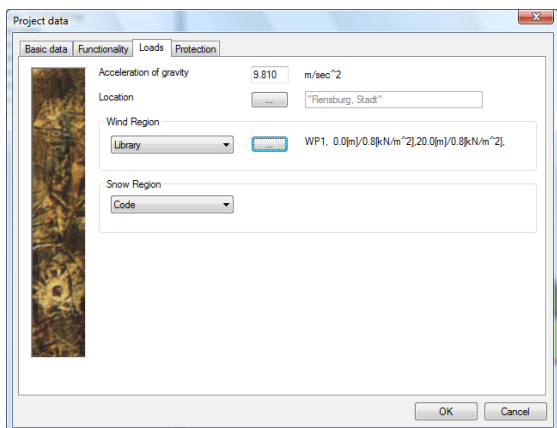 Project data
Basic data Functionality Loads Protection
Acceleration of gravity 9.810 m/sec^2
Location ... "Flensburg, Stadt"
Wind Region
Library ... WP1, 0.0[m]/0.8[kN/m^2],20.0[m]/0.8[kN/m^2],
Snow Region
Code
OK Cancel